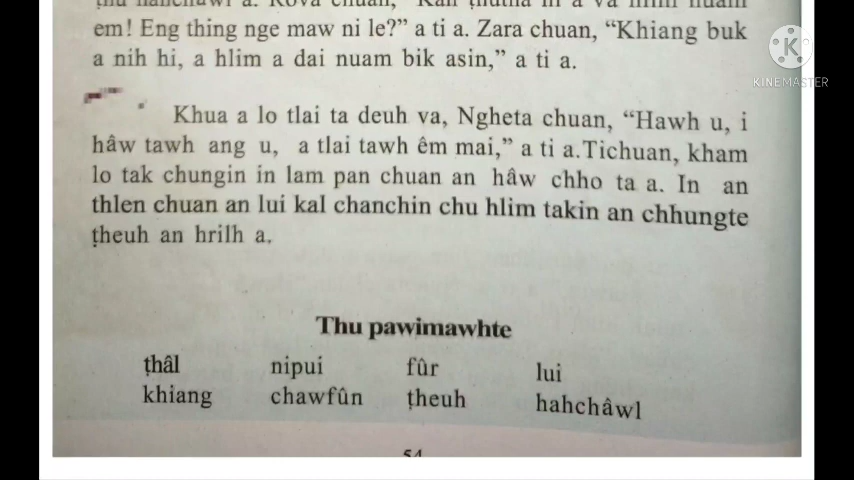 em! Eng thing nge maw ni le?” a ti a. Zara chuan, “Khiang buk
a nih hi, a hlim a dai nuam bik asin,” a ti a.
Khua a lo tlai ta deuh va, Ngheta chuan, “Hawh u, i
hâw tawh ang u, a tlai tawh êm mai,” a ti a.Tichuan, kham
lo tak chungin in lam pan chuan an hâw chho ta a. In an
thlen chuan an lui kal chanchin chu hlim takin an chhungte
ṭheuh an hrilh a.
Thu pawimawhte
ṭhâl nipui fûr lui
khiang chawfûn ṭheuh hahchâwl
54
KINEMASTER